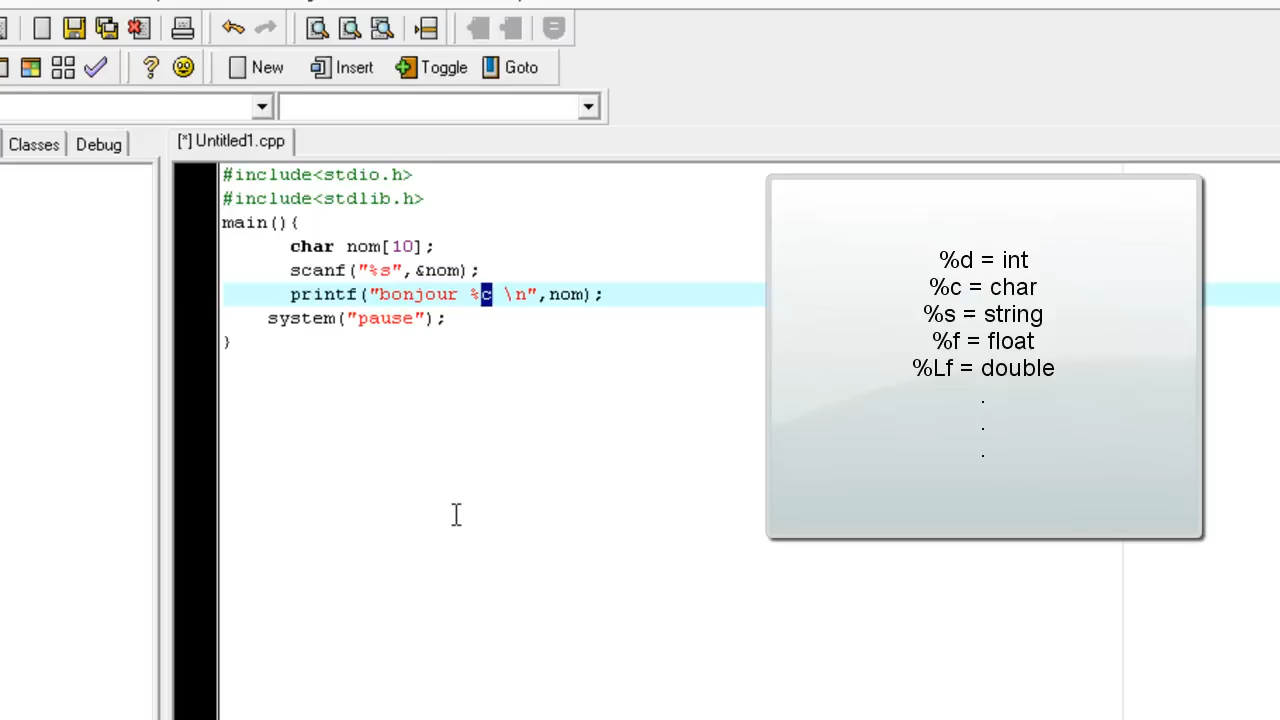 New Insert Toggle Goto
Classes Debug [*] Untitled1.cpp
#include<stdio.h>
#include<stdlib.h>
main(){
char nom[10];
scanf("%s",&nom);
printf("bonjour %c \n",nom);
system("pause");
}
%d = int
%c = char
%s = string
%f = float
%Lf = double
.
.
.